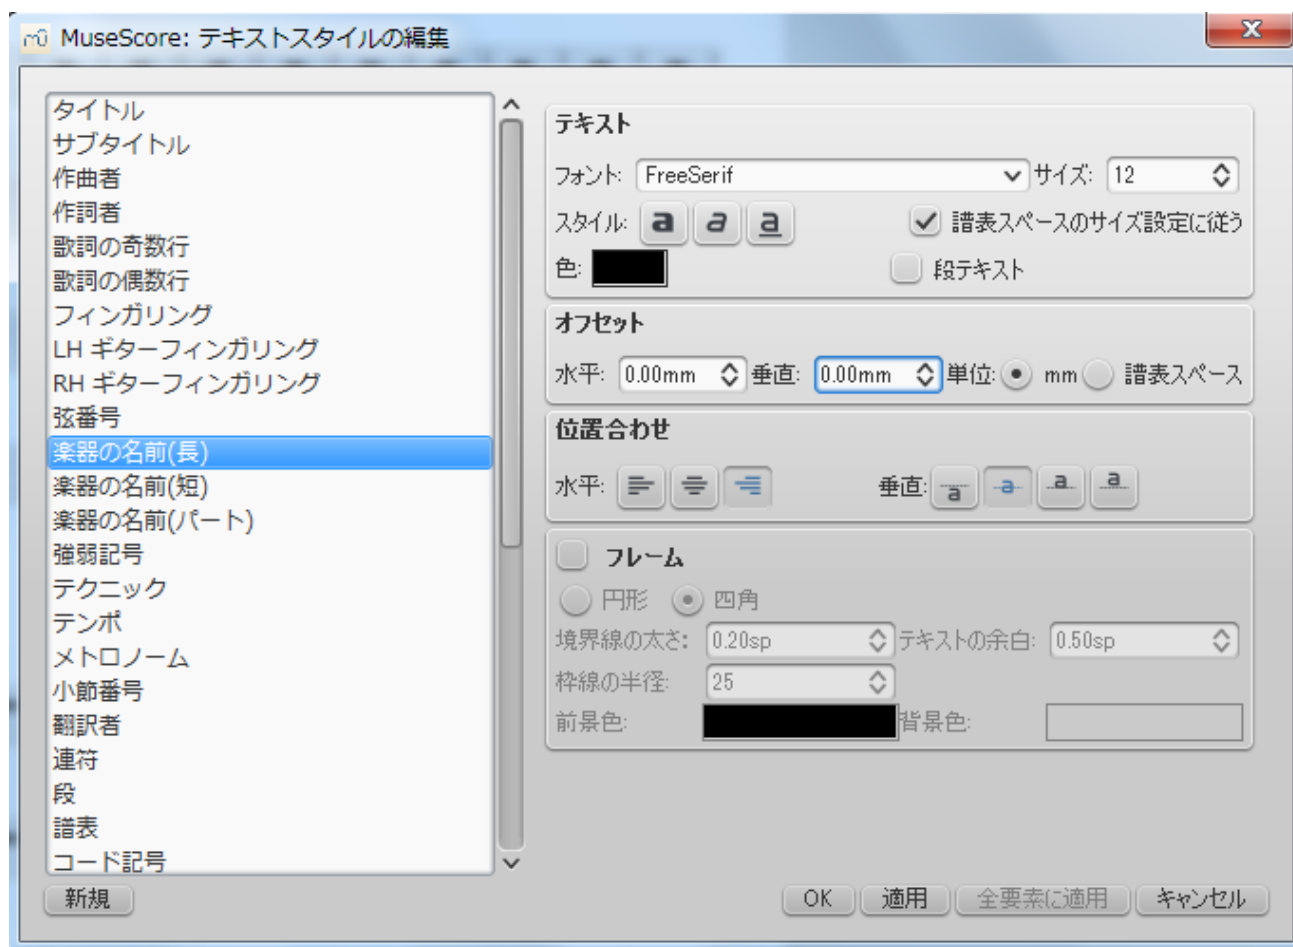 MuseScore: テキストスタイルの編集
タイトル
サブタイトル
作曲者
作詞者
歌詞の奇数行
歌詞の偶数行
フィンガリング
LH ギターフィンガリング
RH ギターフィンガリング
弦番号
楽器の名前(長)
楽器の名前(短)
楽器の名前(パート)
強弱記号
テクニック
テンポ
メトロノーム
小節番号
翻訳者
連符
段
譜表
コード記号
新規
テキスト
フォント: FreeSerif サイズ: 12
スタイル: a a a 譜表スペースのサイズ設定に従う
色: 段テキスト
オフセット
水平: 0.00mm 垂直: 0.00mm 単位: mm 譜表スペース
位置合わせ
水平: 垂直: a a a a
フレーム
円形 四角
境界線の太さ: 0.20sp テキストの余白: 0.50sp
枠線の半径: 25
前景色: 背景色:
OK 適用 全要素に適用 キャンセル